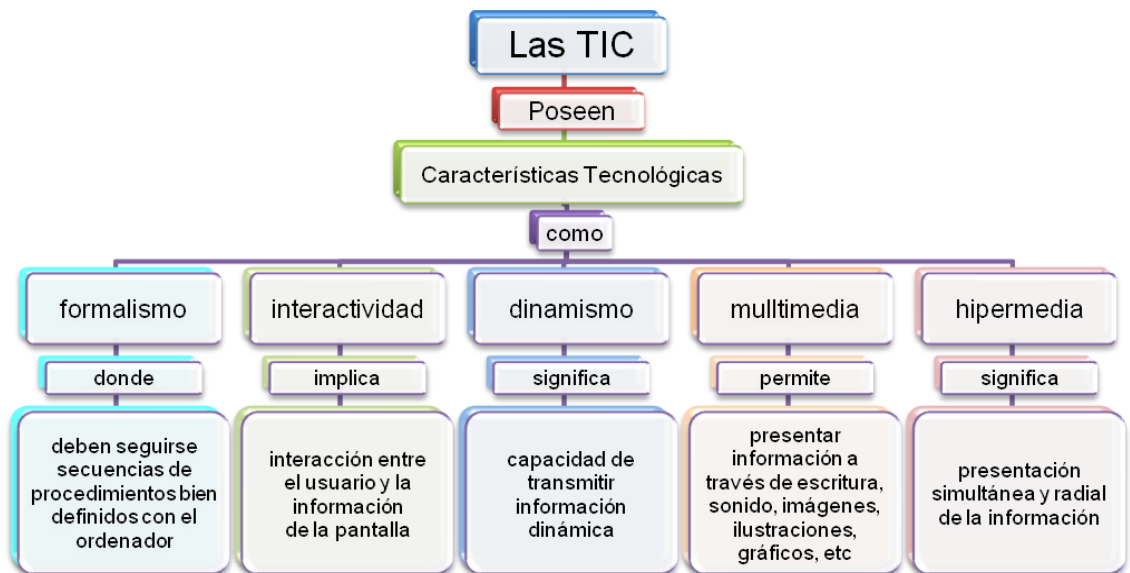 Las TIC
Poseen
Característicás Tecnológicas
como
formalismo
interactividad
dinamismo
mulltimedia
hipermedia
donde
implica
significa
permite
significa
deben seguirse
secuencias de
procedimientos bien
definidos con el
ordenador
interacción entre
el usuario y la
información
de la pantalla
capacidad de
transmitir
información
dinámica
presentar
información a
través de escritura,
sonido, imágenes,
ilustraciones,
gráficos, etc
presentación
simultánea y radial
de la información